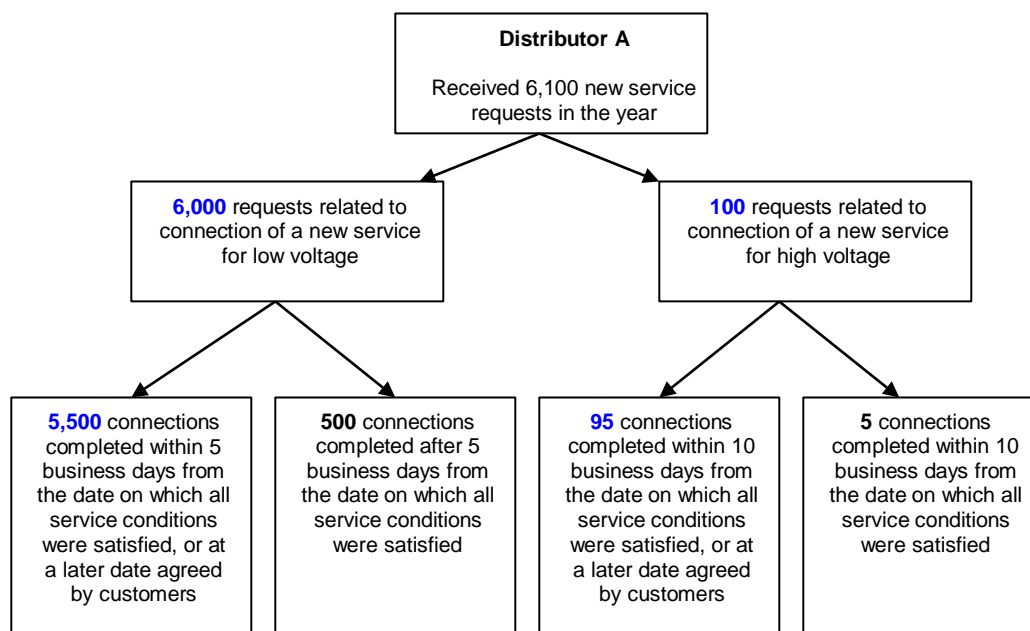 Distributor A
Received 6,100 new service
requests in the year
6,000 requests related to
connection of a new service
for low voltage
100 requests related to
connection of a new service
for high voltage
5,500 connections
completed within 5
business days from
the date on which all
service conditions
were satisfied, or at
a later date agreed
by customers
500 connections
completed after 5
business days from
the date on which all
service conditions
were satisfied
95 connections
completed within 10
business days from
the date on which all
service conditions
were satisfied, or at
a later date agreed
by customers
5 connections
completed within 10
business days from
the date on which all
service conditions
were satisfied